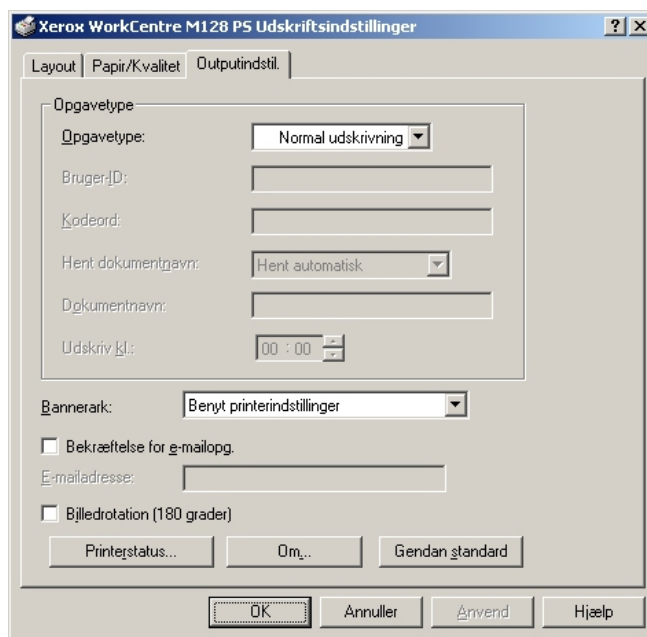 Xerox WorkCentre M128 PS Udskriftsindstillinger
Layout Papir/Kvalitet Outputindstil.
Opgavetype
Opgavetype: Normal udskrivning
Bruger-ID:
Kodeord:
Hent dokumentnavn: Hent automatisk
Dokumentnavn:
Udskriv kl.: 00 : 00
Bannerark: Benyt printerindstillinger
Bekræftelse for e-mailopg.
E-mailadresse:
Billedrotation (180 grader)
Printerstatus... Om... Gendan standard
OK Annuller Anvend Hjælp